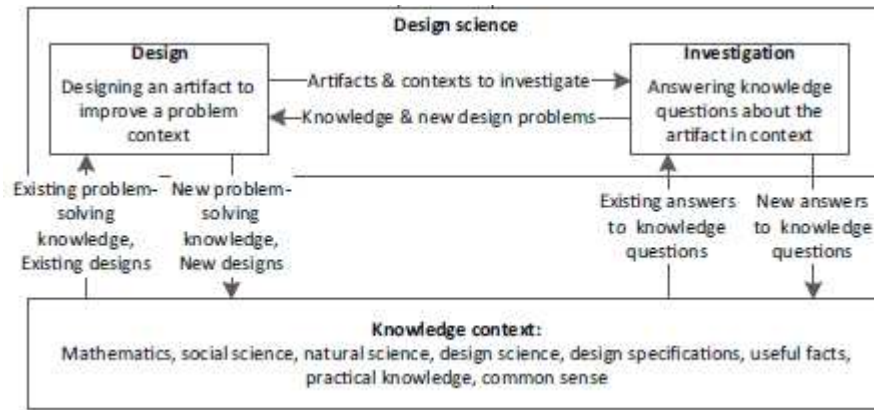 Design science
Design
Designing an artifact to
improve a problem
context
Artifacts & contexts to investigate
Knowledge & new design problems
Investigation
Answering knowledge
questions about the
artifact in context
Existing problem-
solving
knowledge,
Existing designs
New problem-
solving
knowledge,
New designs
Existing answers
to knowledge
questions
New answers
to knowledge
questions
Knowledge context:
Mathematics, social science, natural science, design science, design specifications, useful facts,
practical knowledge, common sense